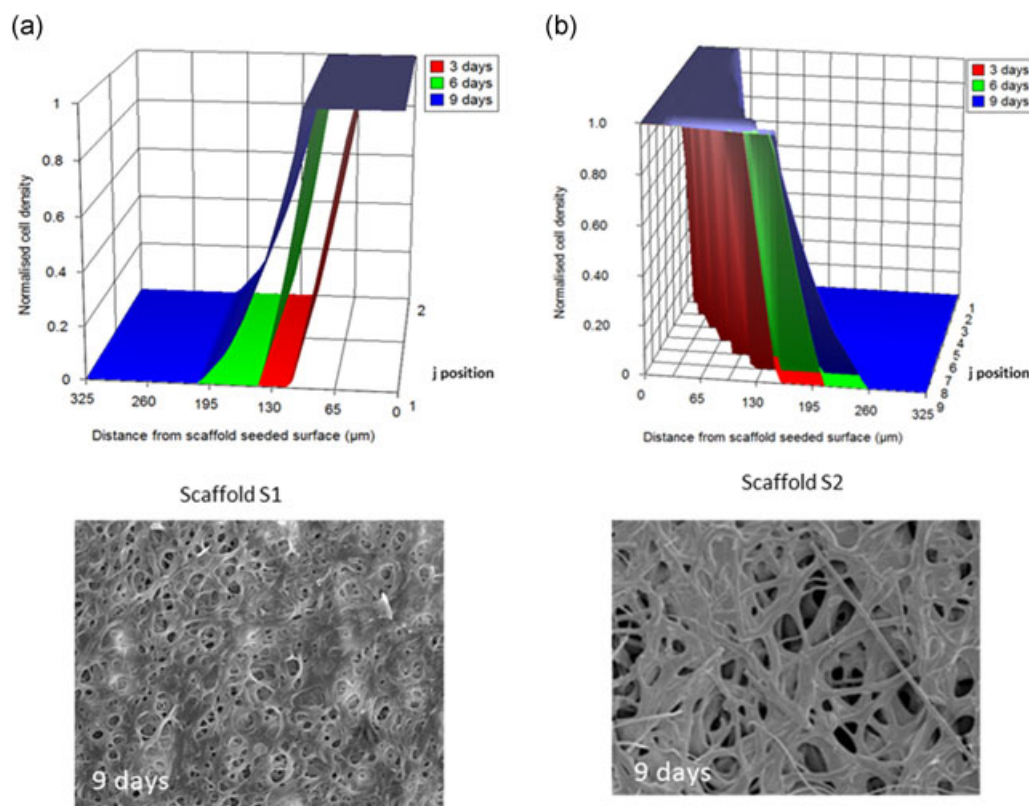 (a)
3 days
6 days
9 days
1
0.8
0.6
0.4
0.2
0
Normalised cell density
2
j position
1
325 260 195 130 65 0
Distance from scaffold seeded surface (µm)
(b)
3 days
6 days
9 days
1.0
0.80
0.60
0.40
0.20
0
Normalised cell density
1
2
3
4
5
6
7
8
9
j position
0 65 130 195 260 325
Distance from scaffold seeded surface (µm)
Scaffold S1
Scaffold S2
9 days
9 days